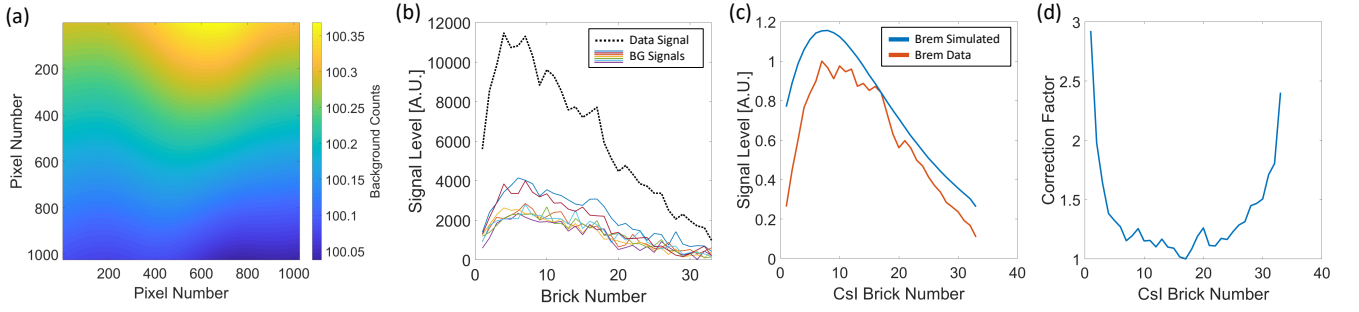 (a)
Pixel Number
200
400
600
800
1000
200 400 600 800 1000
Pixel Number
100.35
100.3
100.25
100.2
100.15
100.1
100.05
Background Counts
(b)
Signal Level [A.U.]
12000
10000
8000
6000
4000
2000
0
0 10 20 30
Brick Number
Data Signal
BG Signals
(c)
Signal Level [A.U.]
1.2
1
0.8
0.6
0.4
0.2
0
0 10 20 30 40
CsI Brick Number
Brem Simulated
Brem Data
(d)
Correction Factor
3
2.5
2
1.5
1
0 10 20 30 40
CsI Brick Number